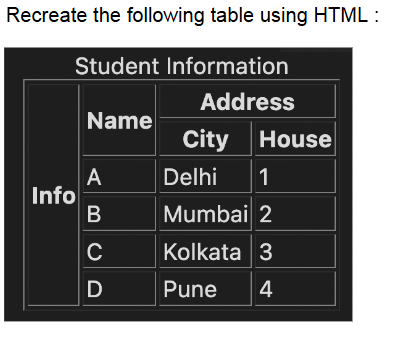 Recreate the following table using HTML :
Student Information
Address
Name
City House
Info
A Delhi 1
B Mumbai 2
C Kolkata 3
D Pune 4